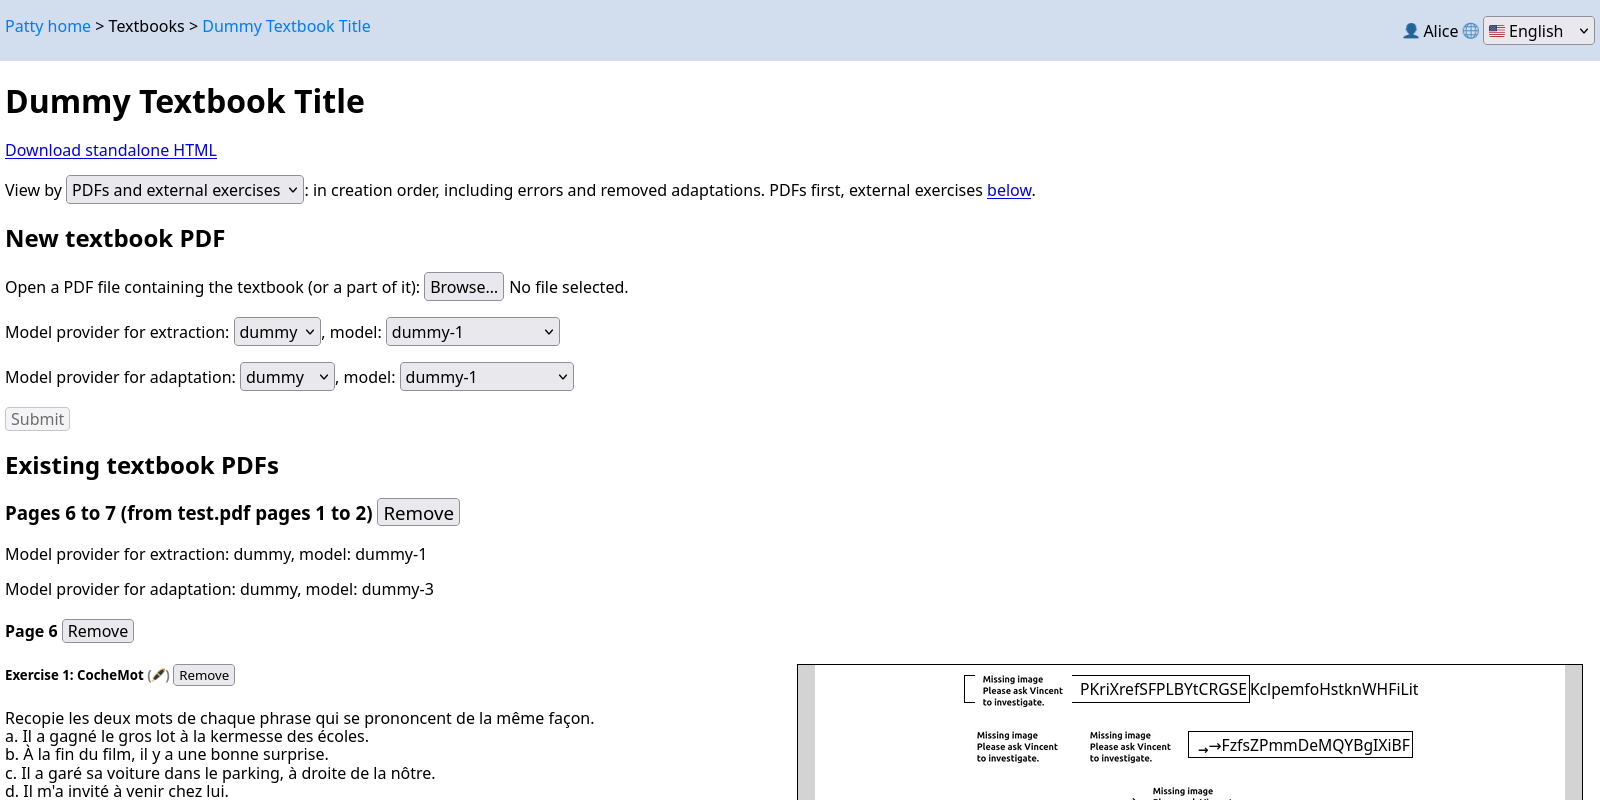 Patty home > Textbooks > Dummy Textbook Title
Alice English
Dummy Textbook Title
Download standalone HTML
View by PDFs and external exercises : in creation order, including errors and removed adaptations. PDFs first, external exercises below.
New textbook PDF
Open a PDF file containing the textbook (or a part of it): Browse... No file selected.
Model provider for extraction: dummy, model: dummy-1
Model provider for adaptation: dummy, model: dummy-1
Submit
Existing textbook PDFs
Pages 6 to 7 (from test.pdf pages 1 to 2) Remove
Model provider for extraction: dummy, model: dummy-1
Model provider for adaptation: dummy, model: dummy-3
Page 6 Remove
Exercise 1: CocheMot ( ) Remove
Recopie les deux mots de chaque phrase qui se prononcent de la même façon.
a. Il a gagné le gros lot à la kermesse des écoles.
b. À la fin du film, il y a une bonne surprise.
c. Il a garé sa voiture dans le parking, à droite de la nôtre.
d. Il m'a invité à venir chez lui.
Missing image
Please ask Vincent
to investigate.
PKriXrefSFPLBYtCRGSEKclpemfoHstknWHFiLit
Missing image
Please ask Vincent
to investigate.
Missing image
Please ask Vincent
to investigate.
→→FzfsZPmmDeMQYBgIXiBF
Missing image